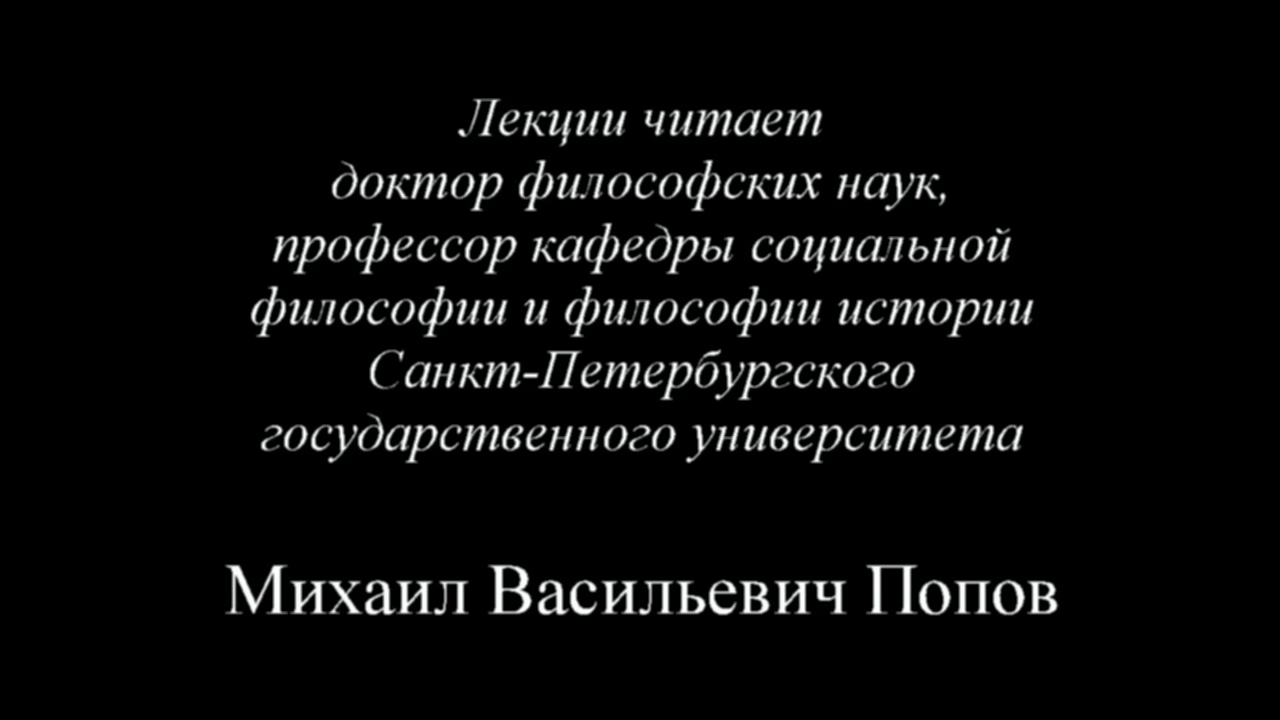 Лекции читает
доктор философских наук,
профессор кафедры социальной
философии и философии истории
Санкт-Петербургского
государственного университета
Михаил Васильевич Попов